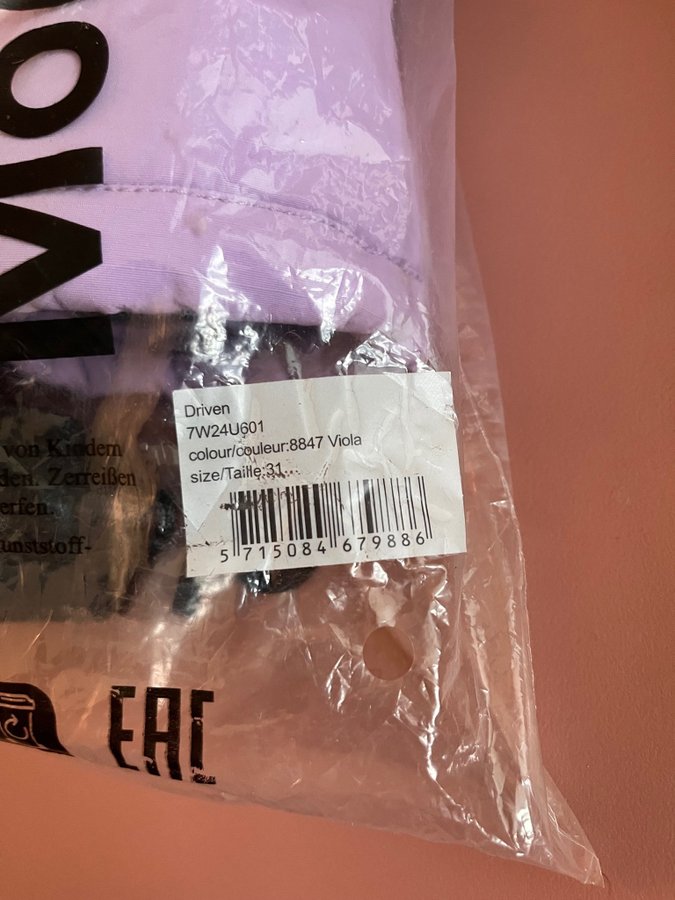 Mo
Driven
7W24U601
colour/couleur:8847 Viola
size/Taille:31
5 715084 679886
von Kindern
den. Zerreißen
erfen.
unststoff-
EAC